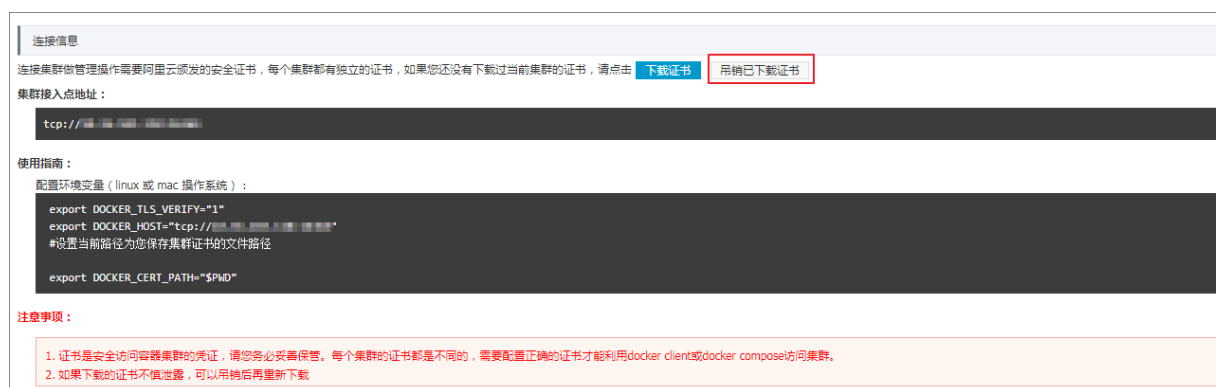 连接信息
连接集群做管理操作需要阿里云颁发的安全证书，每个集群都有独立的证书，如果您还没有下载过当前集群的证书，请点击 下载证书 吊销已下载证书
集群接入点地址：
tcp://
使用指南：
配置环境变量（linux 或 mac 操作系统）：
export DOCKER_TLS_VERIFY="1"
export DOCKER_HOST="tcp://"
#设置当前路径为您保存集群证书的文件路径
export DOCKER_CERT_PATH="$PWD"
注意事项：
1. 证书是安全访问容器集群的凭证，请您务必妥善保管。每个集群的证书都是不同的，需要配置正确的证书才能利用docker client或docker compose访问集群。
2. 如果下载的证书不慎泄露，可以吊销后再重新下载